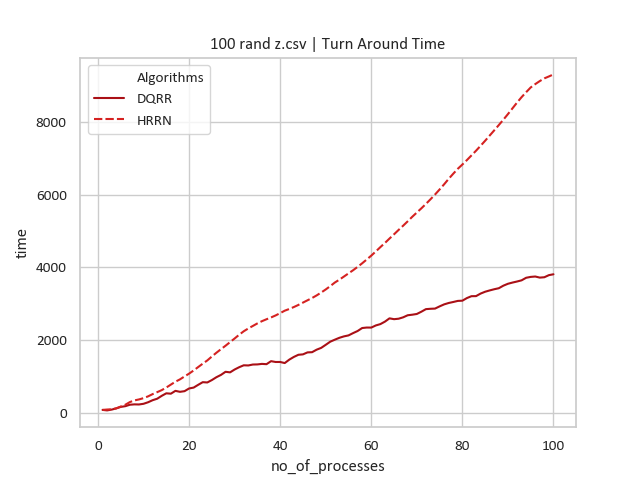 100 rand z.csv | Turn Around Time
Algorithms
DQRR
HRRN
8000
6000
4000
2000
0
time
0 20 40 60 80 100
no_of_processes